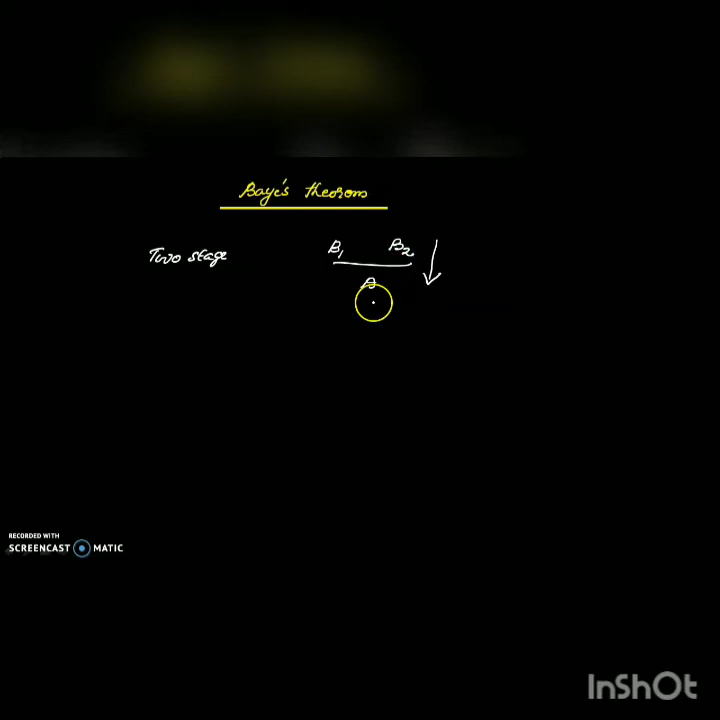 Baye's theorem
Two stage B1 B2
A
RECORDED WITH
SCREENCAST MATIC
InShOt